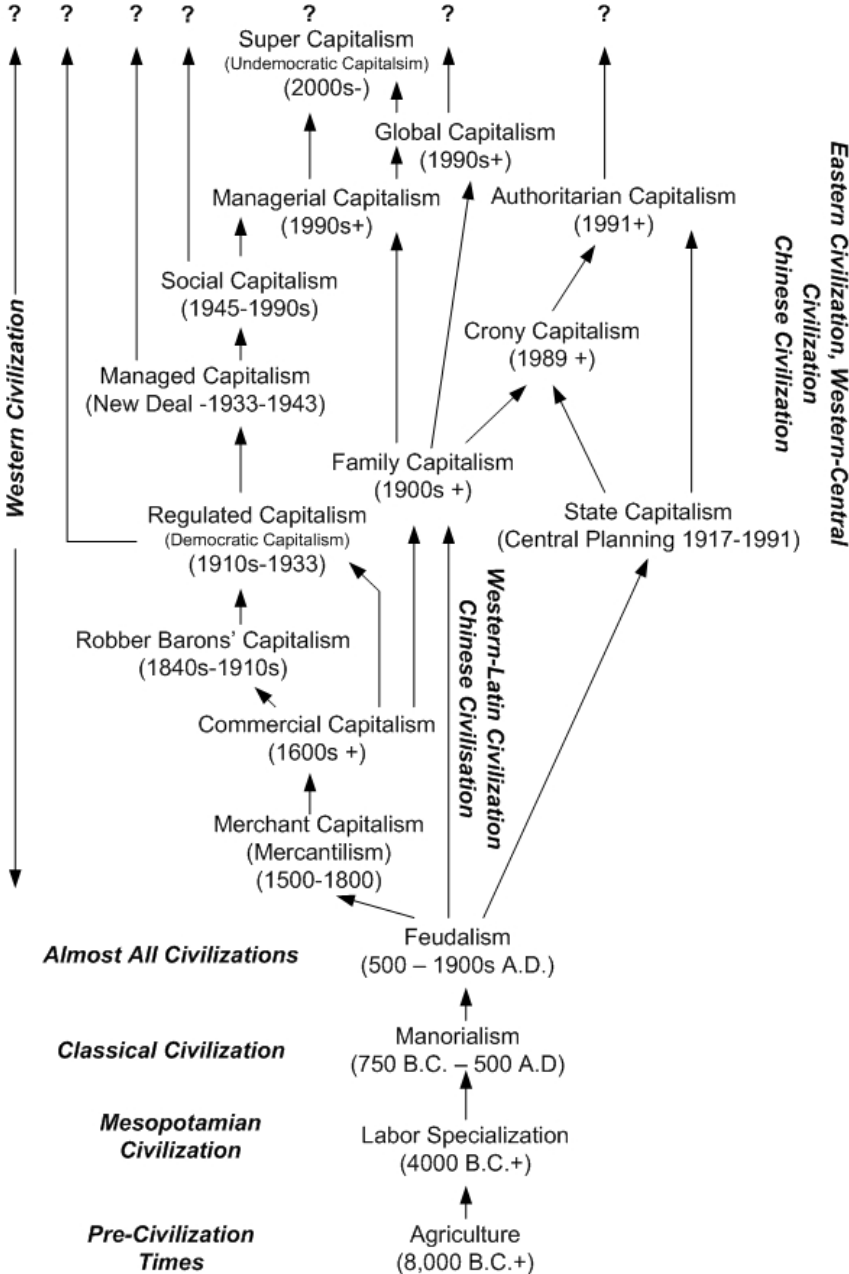 ? ? ? ? ? ? ?
Super Capitalism
(Undemocratic Capitalsim)
(2000s-)
Global Capitalism
(1990s+)
Managerial Capitalism
(1990s+)
Authoritarian Capitalism
(1991+)
Social Capitalism
(1945-1990s)
Crony Capitalism
(1989 +)
Managed Capitalism
(New Deal -1933-1943)
Family Capitalism
(1900s +)
Regulated Capitalism
(Democratic Capitalism)
(1910s-1933)
State Capitalism
(Central Planning 1917-1991)
Robber Barons’ Capitalism
(1840s-1910s)
Commercial Capitalism
(1600s +)
Merchant Capitalism
(Mercantilism)
(1500-1800)
Feudalism
(500 – 1900s A.D.)
Manorialism
(750 B.C. – 500 A.D)
Labor Specialization
(4000 B.C.+)
Agriculture
(8,000 B.C.+)
Western Civilization
Almost All Civilizations
Classical Civilization
Mesopotamian
Civilization
Pre-Civilization
Times
Western-Latin Civilization
Chinese Civilisation
Eastern Civilization, Western-Central
Civilization
Chinese Civilization